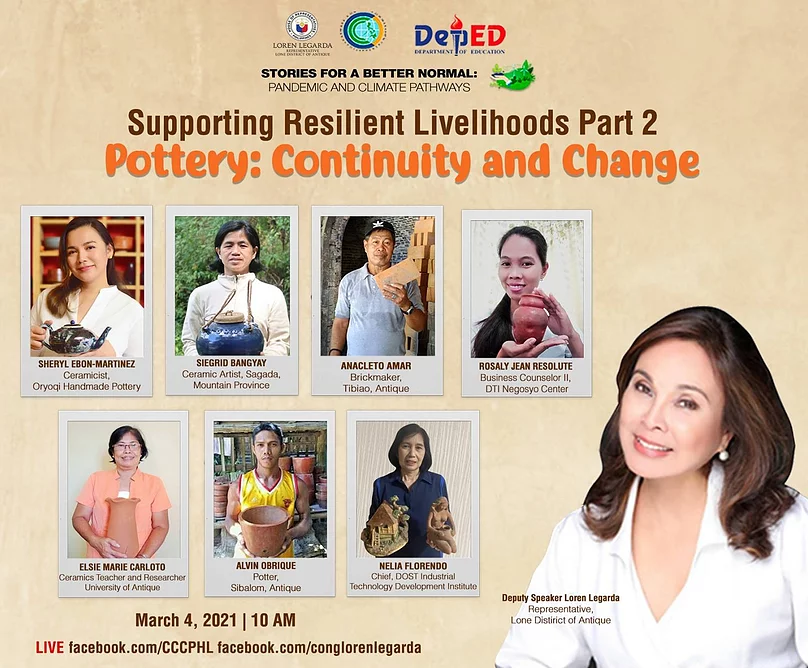 LOREN LEGARDA
REPRESENTATIVE
LONE DISTRICT OF ANTIQUE
DepED
DEPARTMENT OF EDUCATION
STORIES FOR A BETTER NORMAL:
PANDEMIC AND CLIMATE PATHWAYS
Supporting Resilient Livelihoods Part 2
Pottery: Continuity and Change
SHERYL EBON-MARTINEZ
Ceramicist,
Oryoqi Handmade Pottery
SIEGRID BANGYAY
Ceramic Artist, Sagada,
Mountain Province
ANACLETO AMAR
Brickmaker,
Tibiao, Antique
ROSALY JEAN RESOLUTE
Business Counselor II,
DTI Negosyo Center
ELSIE MARIE CARLOTO
Ceramics Teacher and Researcher
University of Antique
ALVIN OBRIQUE
Potter,
Sibalom, Antique
NELIA FLORENDO
Chief, DOST Industrial
Technology Development Institute
Deputy Speaker Loren Legarda
Representative,
Lone Distirict of Antique
March 4, 2021 | 10 AM
LIVE facebook.com/CCCPHL facebook.com/conglorenlegarda